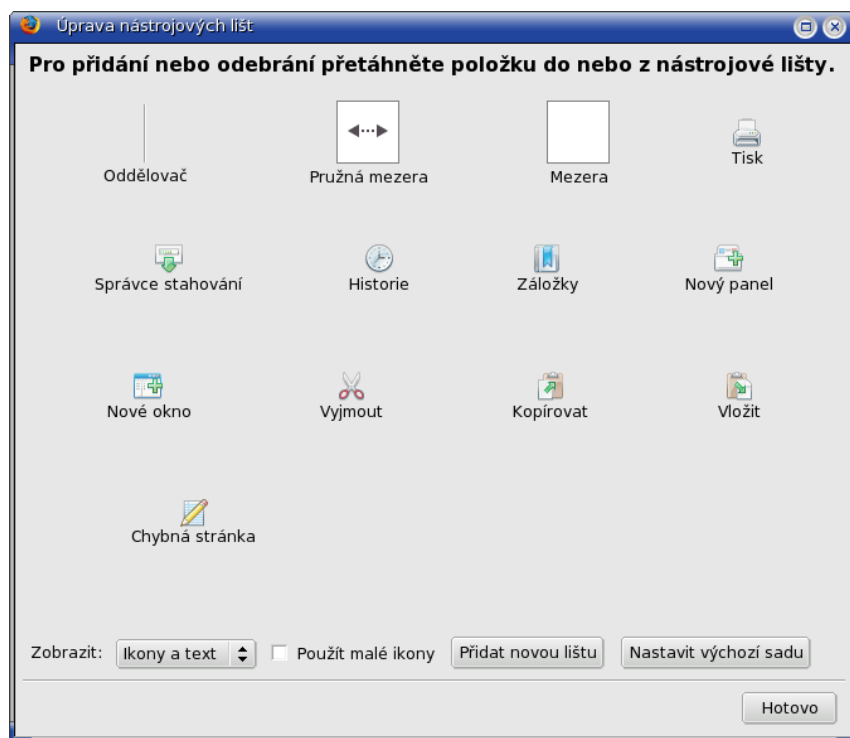 Úprava nástrojových lišt
Pro přidání nebo odebrání přetáhněte položku do nebo z nástrojové lišty.
Oddělovač
Pružná mezera
Mezera
Tisk
Správce stahování
Historie
Záložky
Nový panel
Nové okno
Vyjmout
Kopírovat
Vložit
Chybná stránka
Zobrazit:
Ikony a text
Použít malé ikony
Přidat novou lištu
Nastavit výchozí sadu
Hotovo